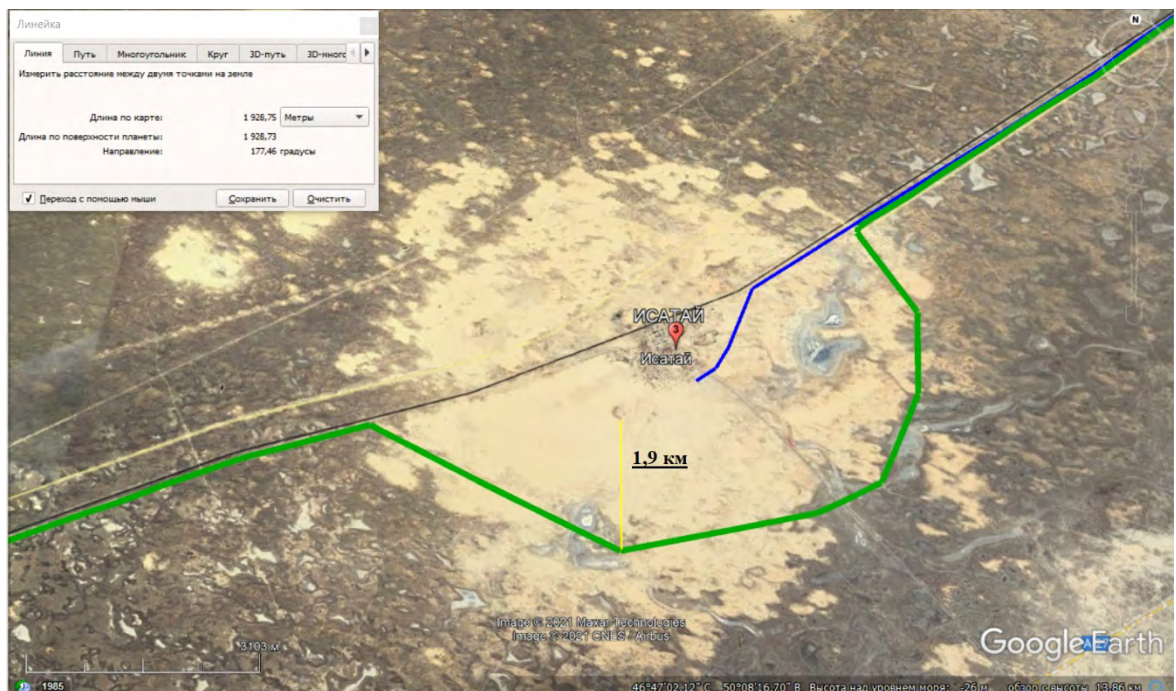 Линейка
Линия Путь Многоугольник Круг 3D-путь 3D-много
Измерить расстояние между двумя точками на земле
Длина по карте: 1 928,75 Метры
Длина по поверхности планеты: 1 928,73
Направление: 177,46 градусы
Переход с помощью мыши Сохранить Очистить
N
ИСАТАЙ
3
Исатай
1,9 км
Image © 2021 Maxar Technologies
Image © 2021 CNES / Airbus
3103 м
Google Earth
1985
46°47'02.12" С 50°08'16.70" В Высота над уровнем моря: -26 м обзор с высоты 13.86 км